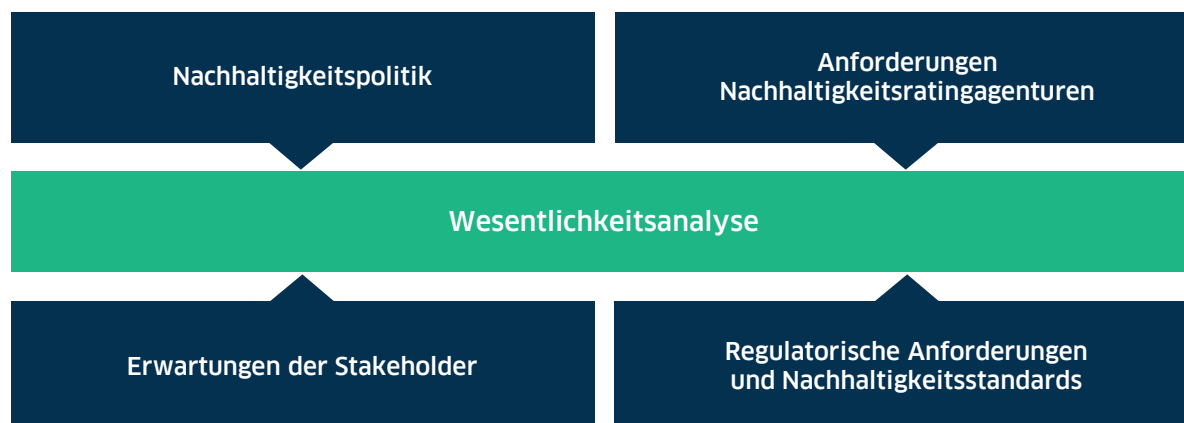 Nachhaltigkeitspolitik
Anforderungen
Nachhaltigkeitsratingagenturen
Wesentlichkeitsanalyse
Erwartungen der Stakeholder
Regulatorische Anforderungen
und Nachhaltigkeitsstandards